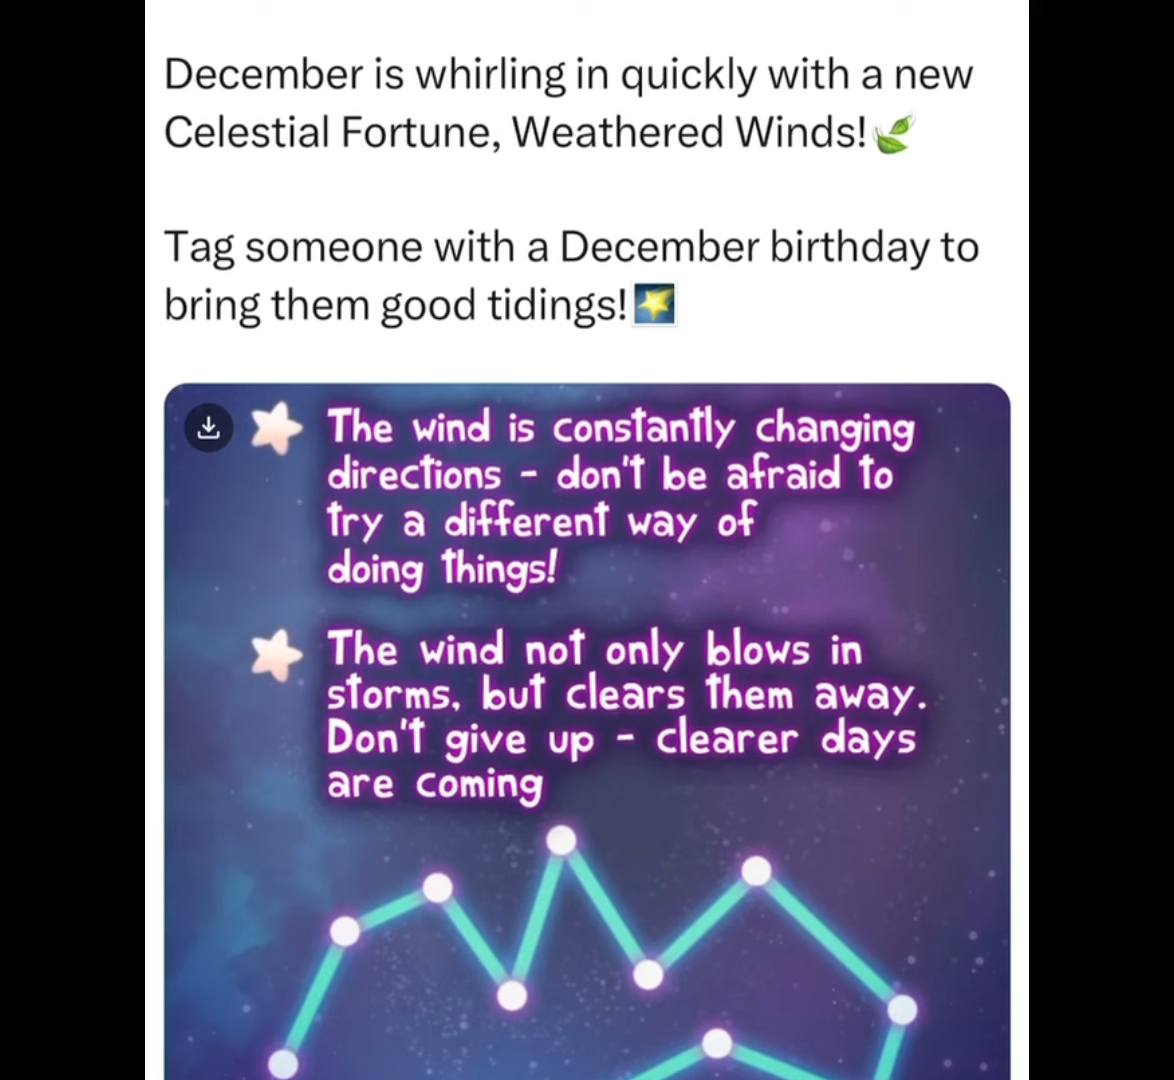 December is whirling in quickly with a new
Celestial Fortune, Weathered Winds!🍃
Tag someone with a December birthday to
bring them good tidings!🌠
The wind is constantly changing
directions - don't be afraid to
try a different way of
doing things!
The wind not only blows in
storms, but clears them away.
Don't give up - clearer days
are coming